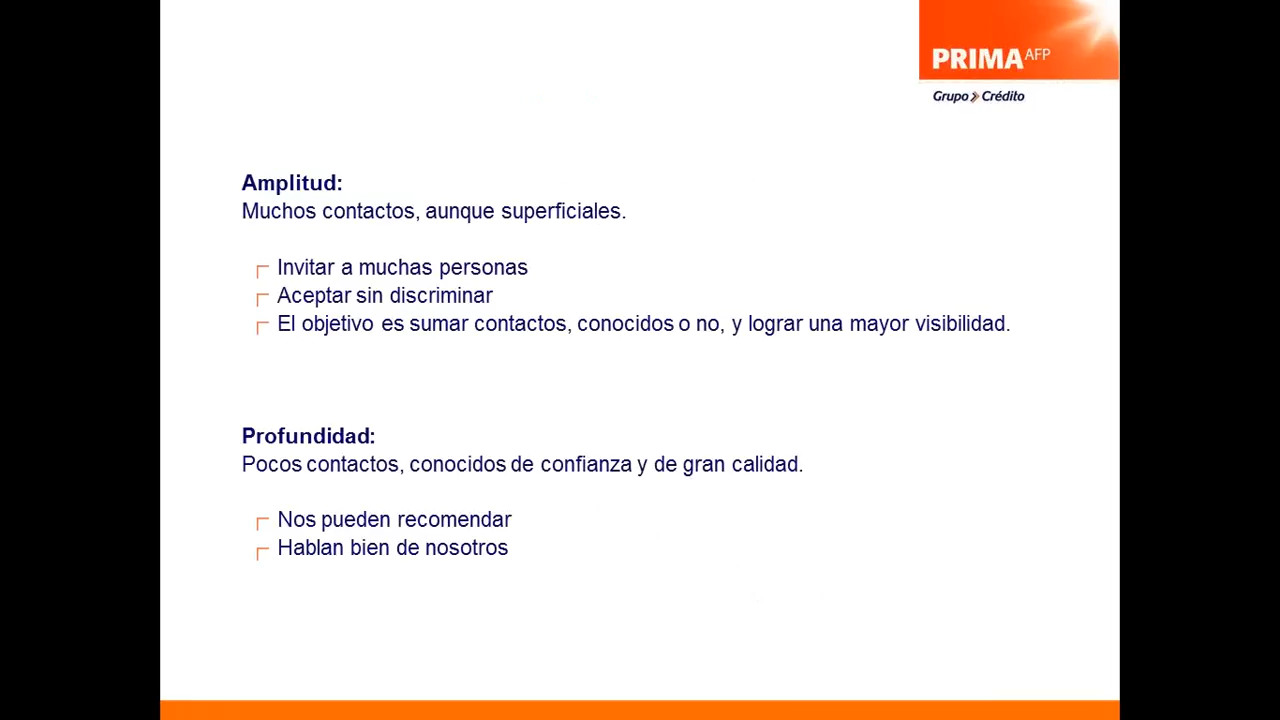 PRIMA AFP
Grupo Crédito
Amplitud:
Muchos contactos, aunque superficiales.
Invitar a muchas personas
Aceptar sin discriminar
El objetivo es sumar contactos, conocidos o no, y lograr una mayor visibilidad.
Profundidad:
Pocos contactos, conocidos de confianza y de gran calidad.
Nos pueden recomendar
Hablan bien de nosotros